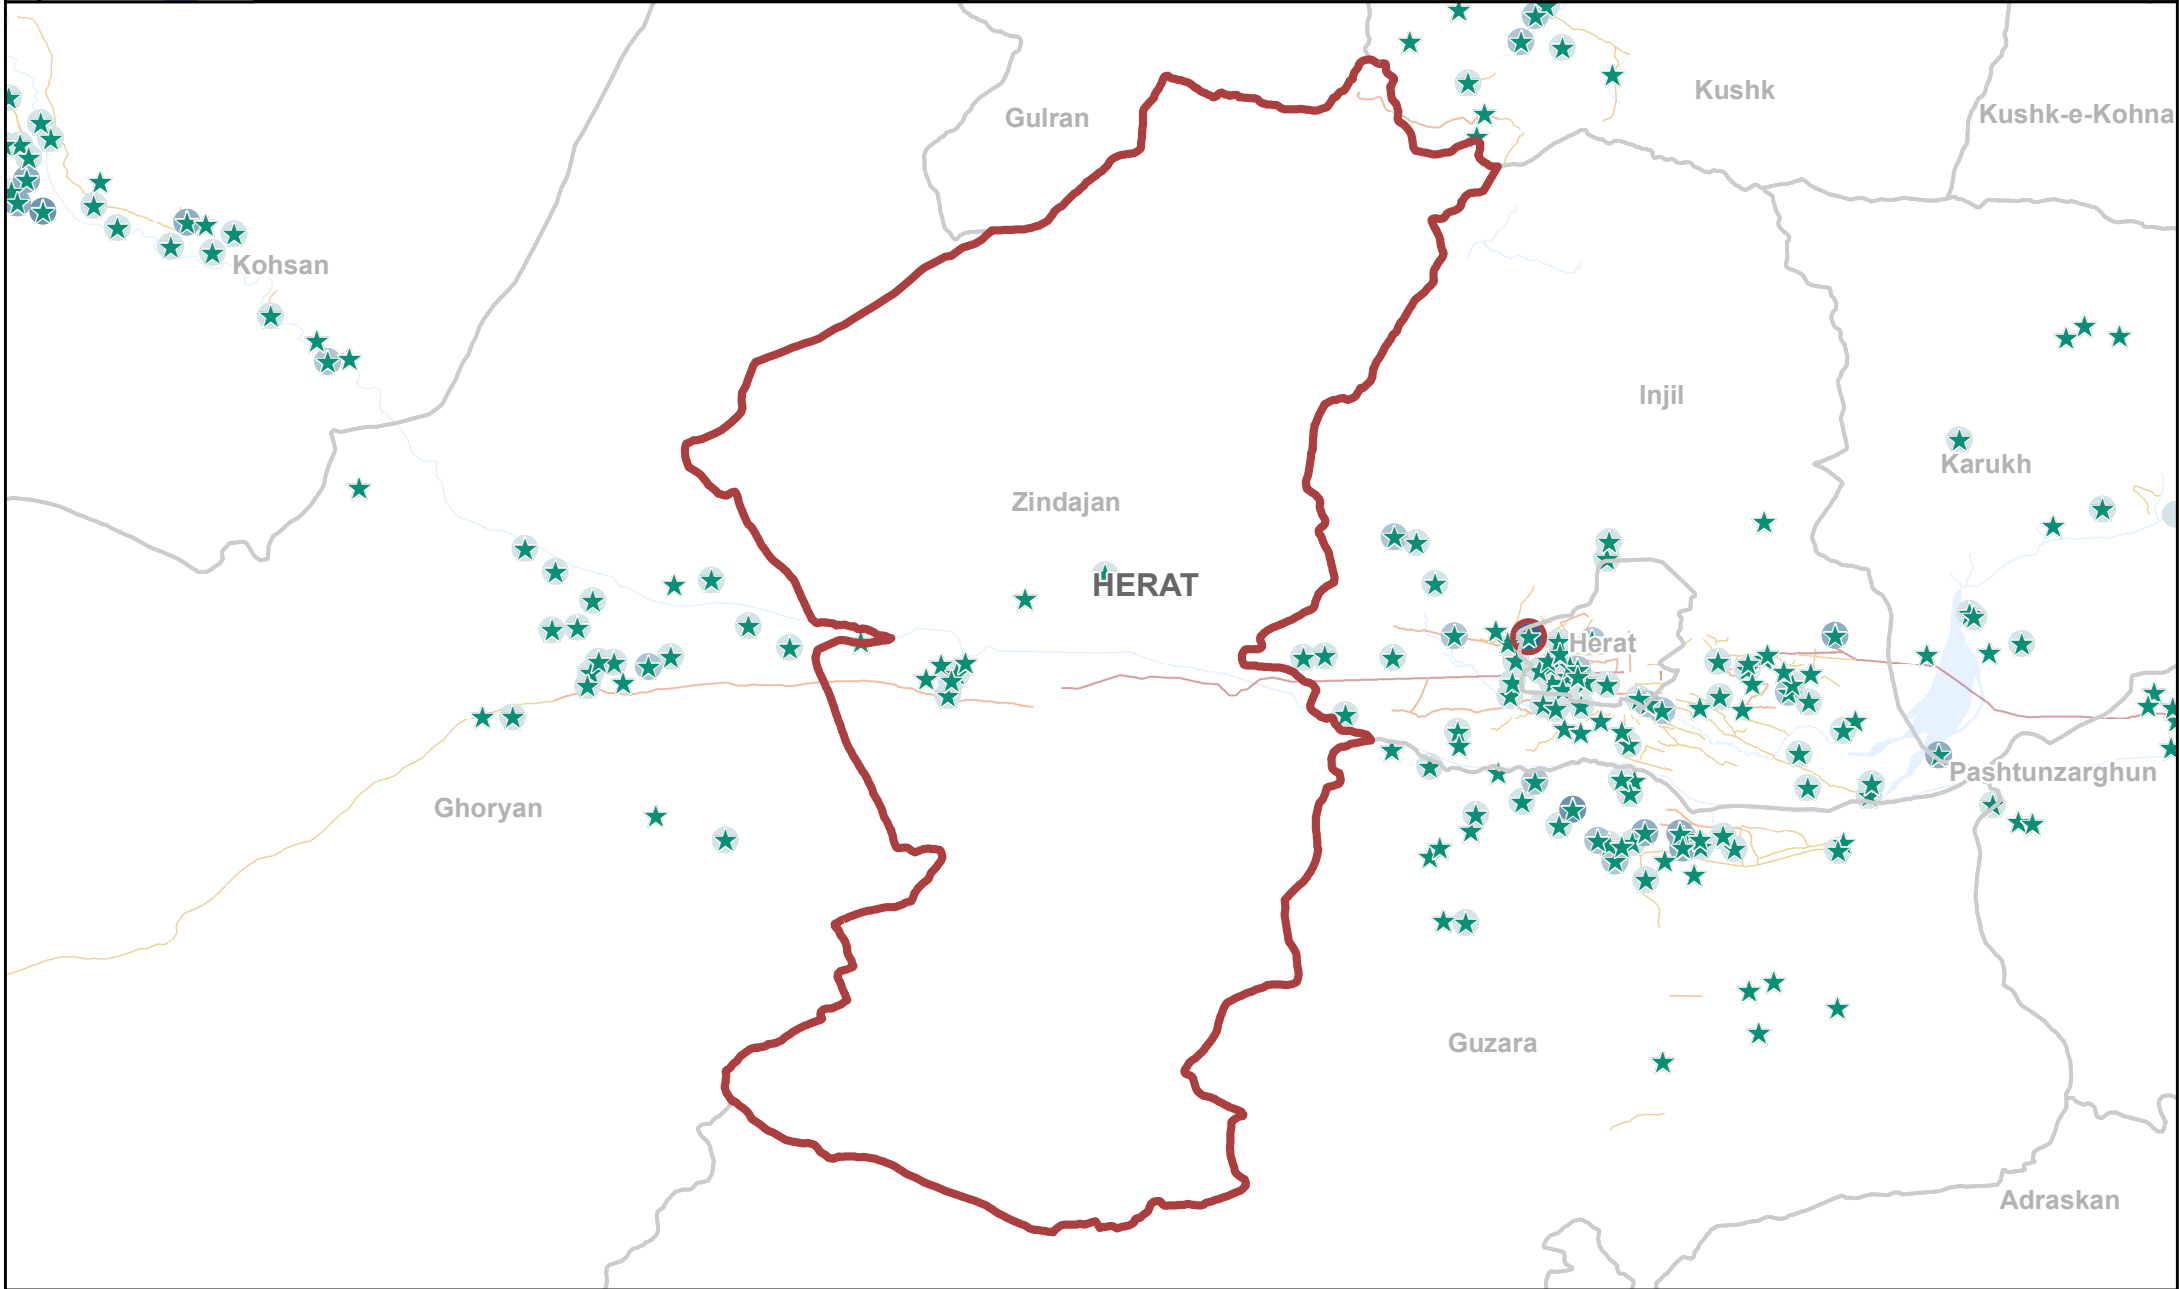 Kushk
Kushk-e-Kohna
Gulran
Kohsan
Injil
Karukh
Zindajan
HERAT
Herat
Pashtunzarghun
Ghoryan
Guzara
Adraskan